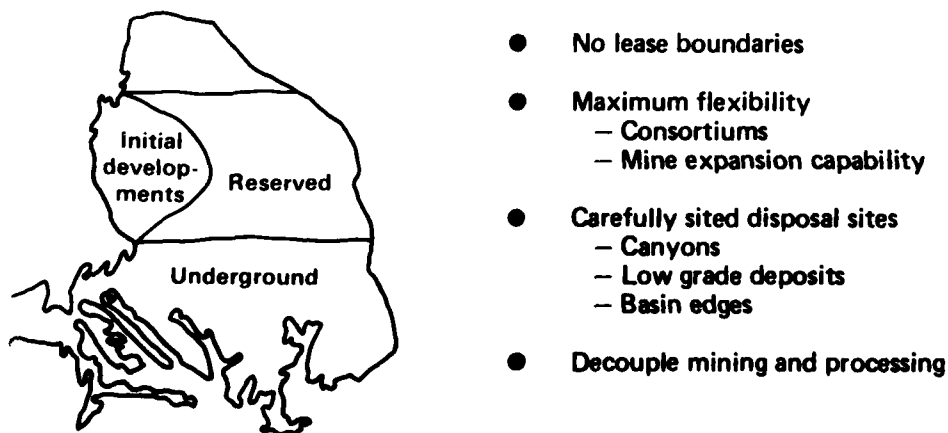 Initial
develop-
ments
Reserved
Underground
● No lease boundaries
● Maximum flexibility
– Consortiums
– Mine expansion capability
● Carefully sited disposal sites
– Canyons
– Low grade deposits
– Basin edges
● Decouple mining and processing